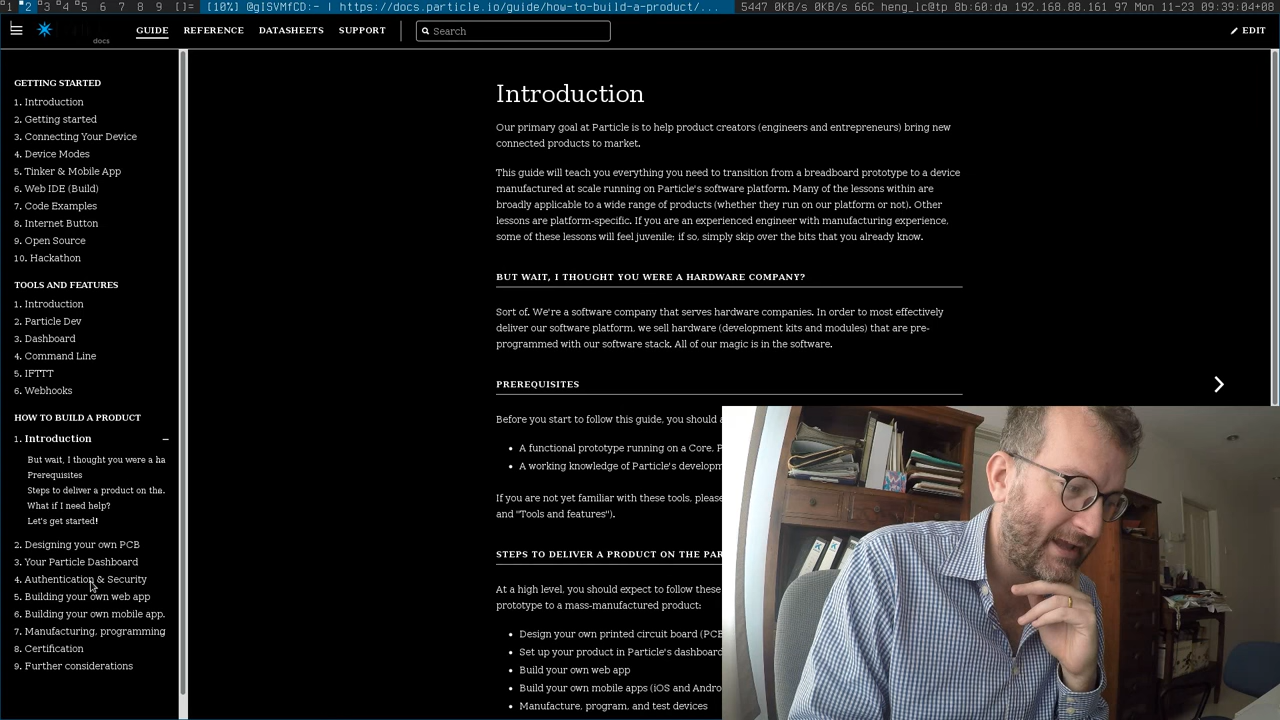 1 2 3 4 5 6 7 8 9 []= [10%] @gISVMfCD:~ | https://docs.particle.io/guide/how-to-build-a-product/... 5447 0KB/s 0KB/s 66C heng_lc@tp 8b:60:da 192.168.88.161 97 Mon 11-23 09:39:04+08
docs
GUIDE REFERENCE DATASHEETS SUPPORT Search EDIT
GETTING STARTED
1. Introduction
2. Getting started
3. Connecting Your Device
4. Device Modes
5. Tinker & Mobile App
6. Web IDE (Build)
7. Code Examples
8. Internet Button
9. Open Source
10. Hackathon
TOOLS AND FEATURES
1. Introduction
2. Particle Dev
3. Dashboard
4. Command Line
5. IFTTT
6. Webhooks
HOW TO BUILD A PRODUCT
1. Introduction –
But wait, I thought you were a ha
Prerequisites
Steps to deliver a product on the.
What if I need help?
Let's get started!
2. Designing your own PCB
3. Your Particle Dashboard
4. Authentication & Security
5. Building your own web app
6. Building your own mobile app.
7. Manufacturing, programming
8. Certification
9. Further considerations
Introduction
Our primary goal at Particle is to help product creators (engineers and entrepreneurs) bring new
connected products to market.
This guide will teach you everything you need to transition from a breadboard prototype to a device
manufactured at scale running on Particle's software platform. Many of the lessons within are
broadly applicable to a wide range of products (whether they run on our platform or not). Other
lessons are platform-specific. If you are an experienced engineer with manufacturing experience,
some of these lessons will feel juvenile; if so, simply skip over the bits that you already know.
BUT WAIT, I THOUGHT YOU WERE A HARDWARE COMPANY?
Sort of. We're a software company that serves hardware companies. In order to most effectively
deliver our software platform, we sell hardware (development kits and modules) that are pre-
programmed with our software stack. All of our magic is in the software.
PREREQUISITES
Before you start to follow this guide, you should a
• A functional prototype running on a Core, P
• A working knowledge of Particle's developm
If you are not yet familiar with these tools, please
and "Tools and features").
STEPS TO DELIVER A PRODUCT ON THE PAR
At a high level, you should expect to follow these
prototype to a mass-manufactured product:
• Design your own printed circuit board (PCB
• Set up your product in Particle's dashboard
• Build your own web app
• Build your own mobile apps (iOS and Andro
• Manufacture, program, and test devices